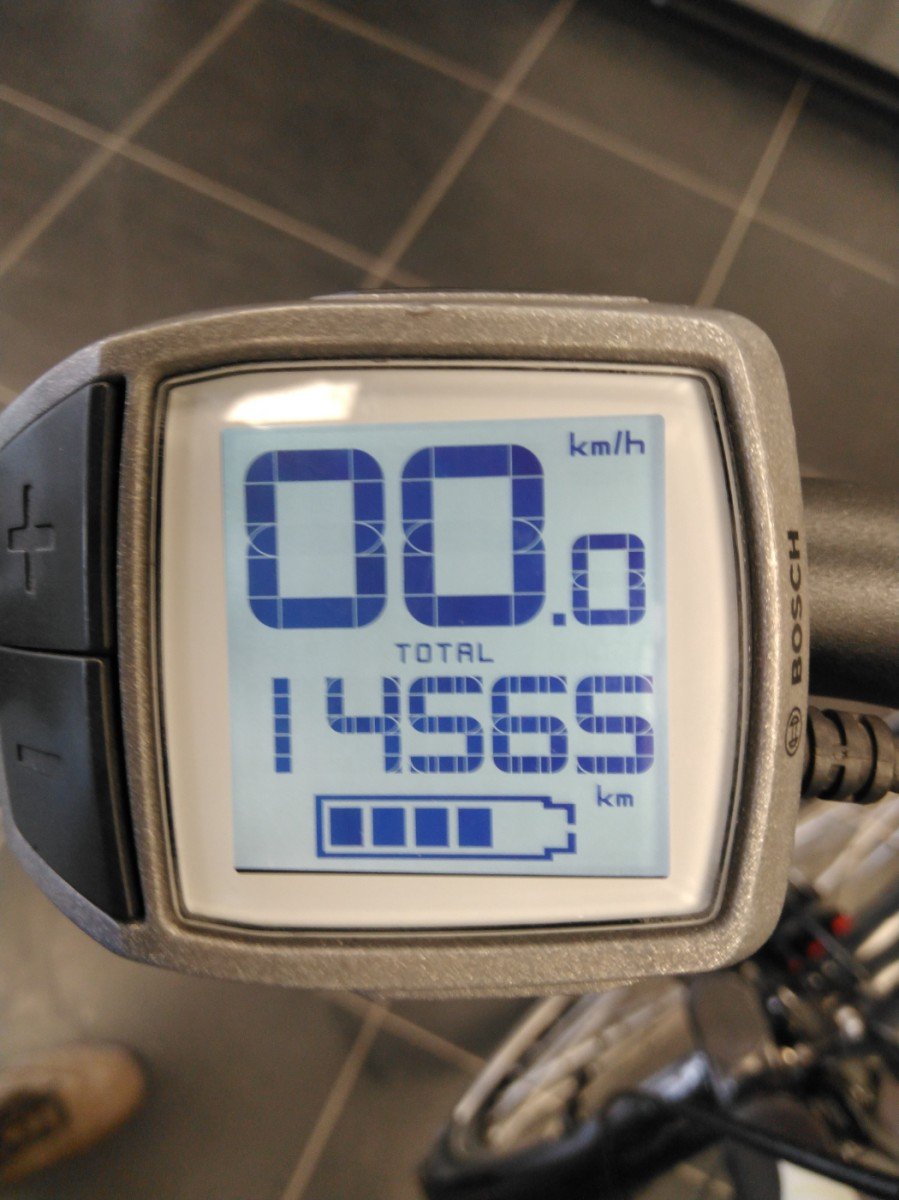 km/h
00.0
TOTAL
14565
km
BOSCH
+
-